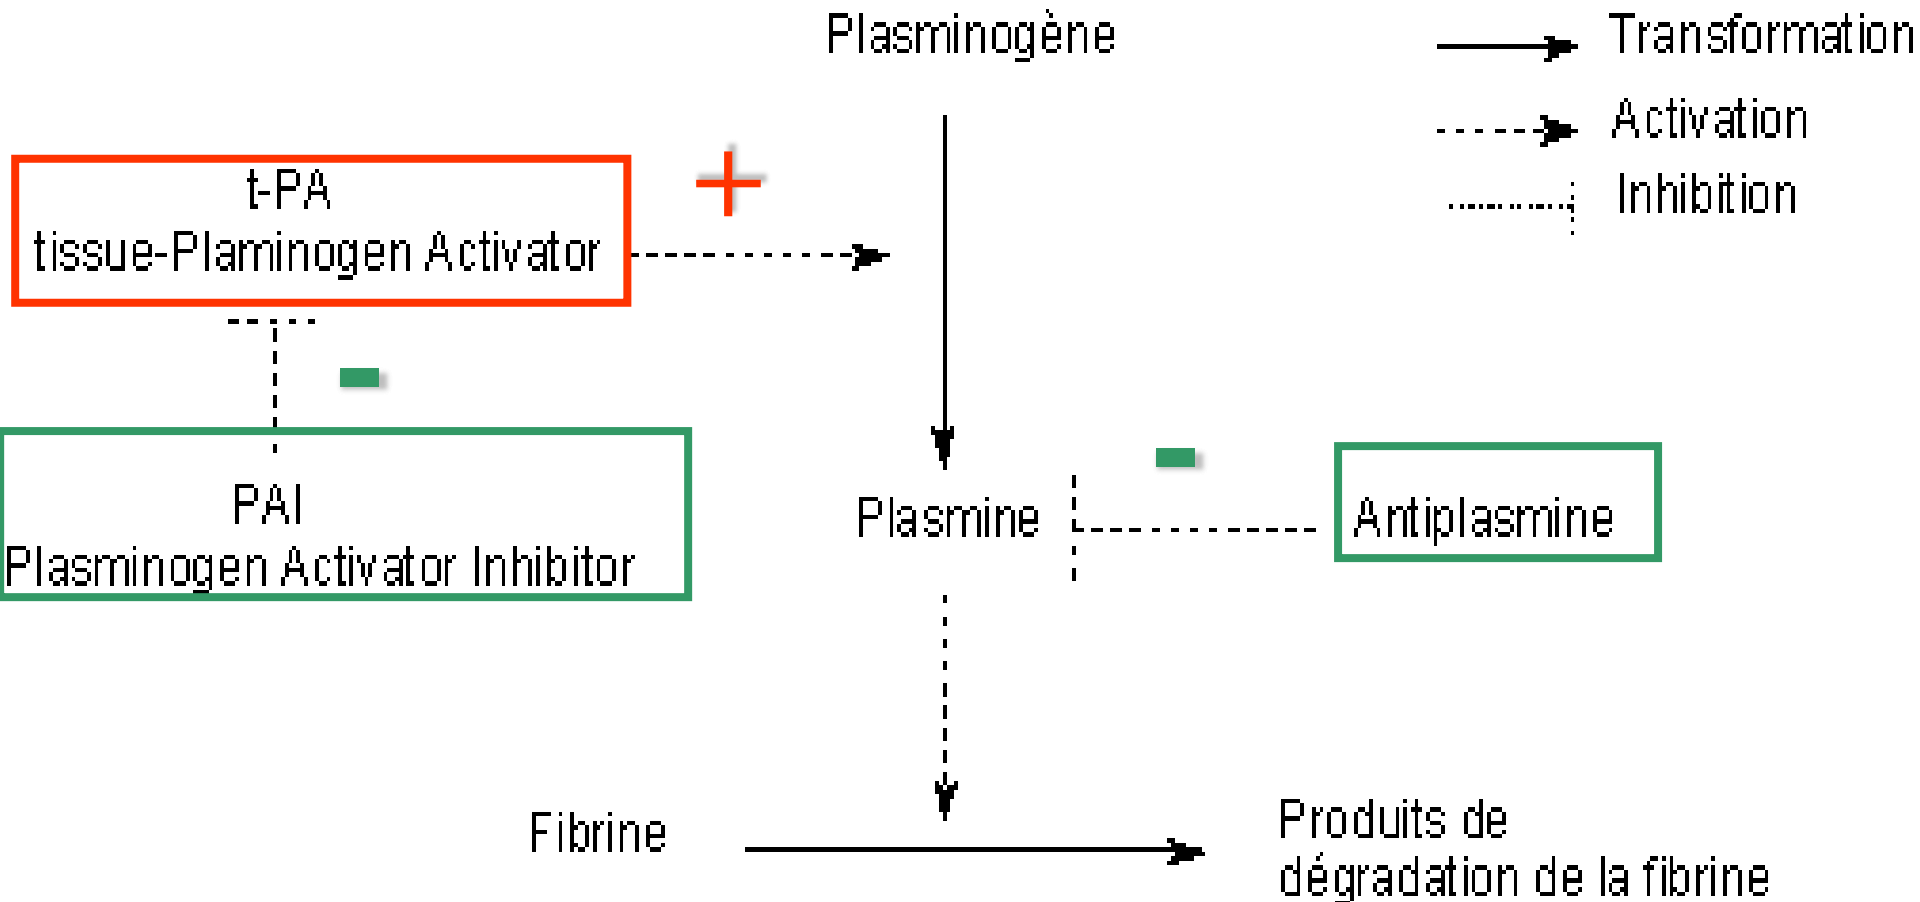 Plasminogène
Transformation
Activation
Inhibition
t-PA
tissue-Plaminogen Activator
+
-
PAI
Plasminogen Activator Inhibitor
Plasmine
-
Antiplasmine
Fibrine
Produits de
dégradation de la fibrine